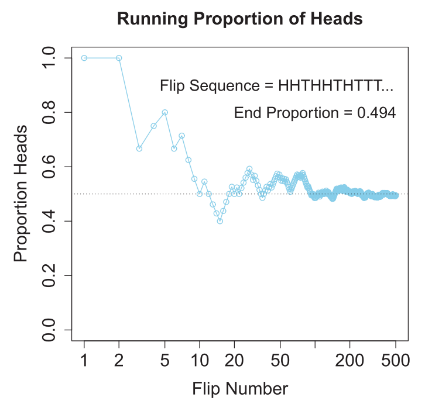 Running Proportion of Heads
Flip Sequence = HHTHHTHTTT...
End Proportion = 0.494
Proportion Heads
1.0
0.8
0.6
0.4
0.2
0.0
1 2 5 10 20 50 200 500
Flip Number